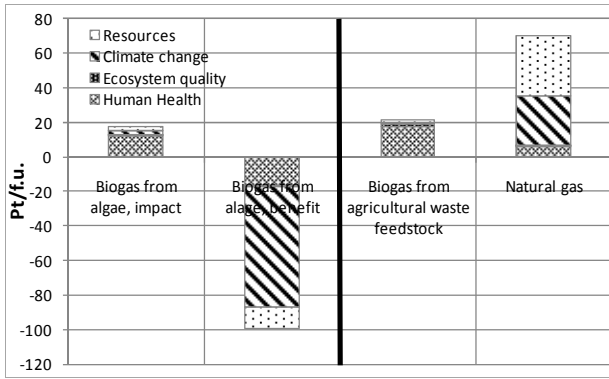 80
60
40
20
0
-20
-40
-60
-80
-100
-120
Pt/f.u.
Resources
Climate change
Ecosystem quality
Human Health
Biogas from
algae, impact
Biogas from
alage, benefit
Biogas from
agricultural waste
feedstock
Natural gas